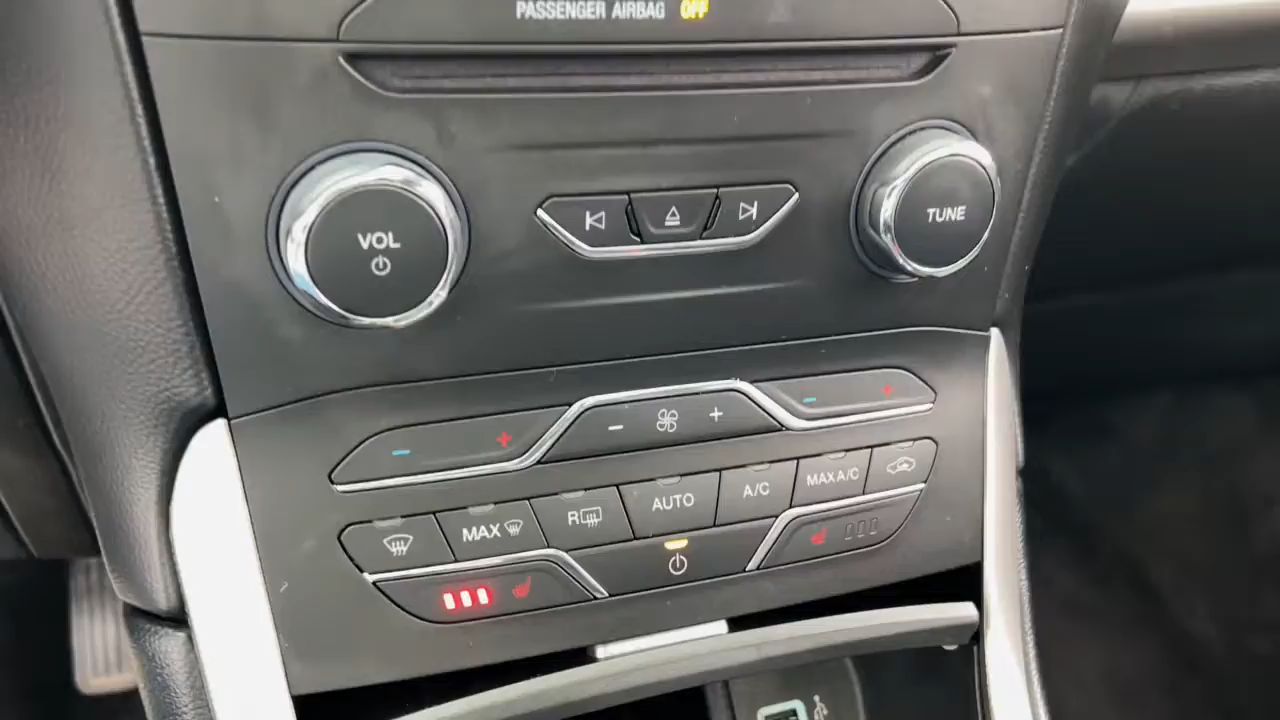 PASSENGER AIRBAG OFF
VOL
TUNE
- + - + - +
MAX R AUTO A/C MAX A/C